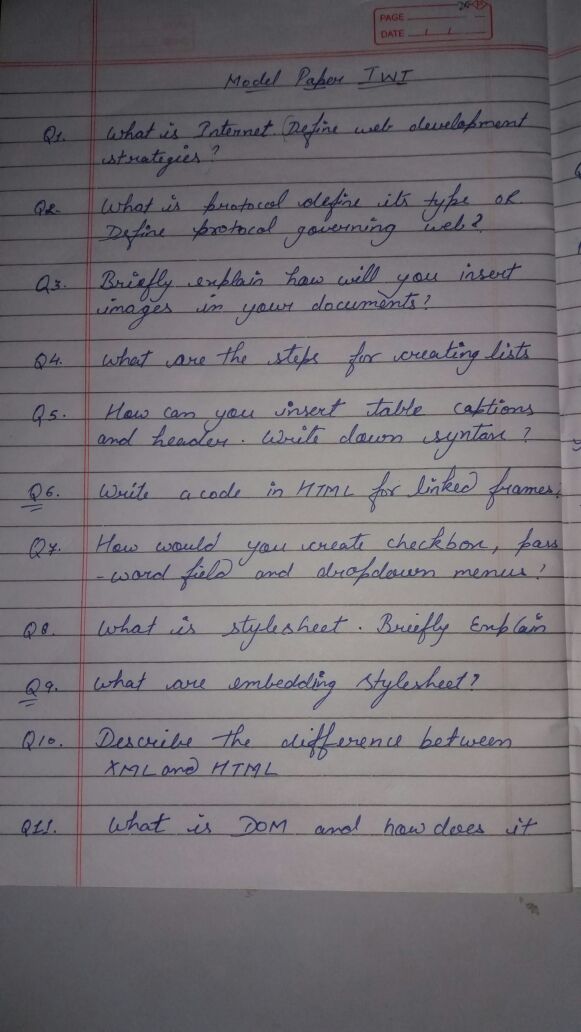 PAGE
DATE / /
Model Paper IWT
Q1. What is Internet. Define web development
strategies?
Q2. What is protocol define its type OR
Define protocol governing web?
Q3. Briefly explain how will you insert
images in your documents?
Q4. What are the steps for creating lists
Q5. How can you insert table captions
and header. Write down syntax?
Q6. Write a code in HTML for linked frames.
Q7. How would you create checkbox, pass
-word field and dropdown menus?
Q8. What is stylesheet. Briefly Explain
Q9. What are embedding stylesheet?
Q10. Describe the difference between
XML and HTML
Q11. What is DOM and how does it